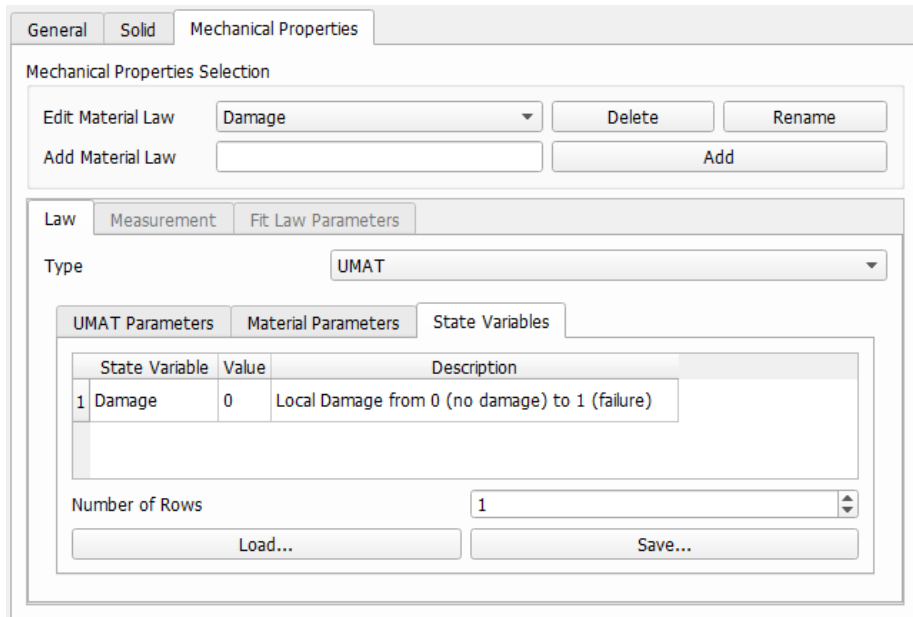 General Solid Mechanical Properties
Mechanical Properties Selection
Edit Material Law Damage Delete Rename
Add Material Law Add
Law Measurement Fit Law Parameters
Type UMAT
UMAT Parameters Material Parameters State Variables
State Variable Value Description
1 Damage 0 Local Damage from 0 (no damage) to 1 (failure)
Number of Rows 1
Load... Save...